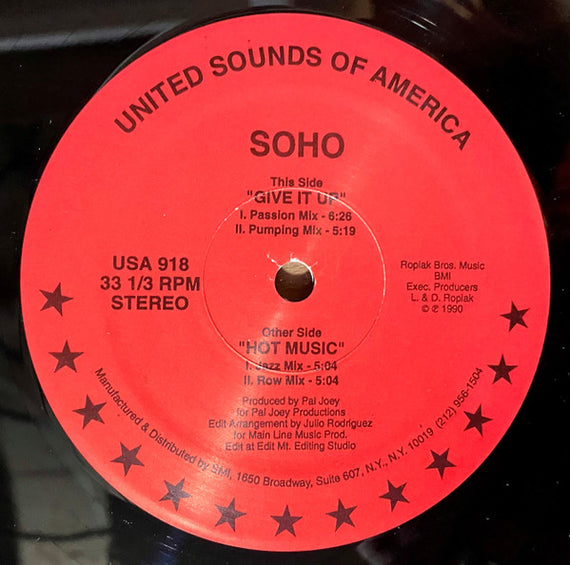 UNITED SOUNDS OF AMERICA
SOHO
This Side
"GIVE IT UP"
I. Passion Mix - 6:26
II. Pumping Mix - 5:19
USA 918
33 1/3 RPM
STEREO
Ropiak Bros. Music
BMI
Exec. Producers
L. & D. Ropiak
© ℗ 1990
Other Side
"HOT MUSIC"
I. Jazz Mix - 5:04
II. Row Mix - 5:04
Produced by Pal Joey
for Pal Joey Productions
Edit Arrangement by Julio Rodriguez
for Main Line Music Prod.
Edit at Edit Mt. Editing Studio
Manufactured & Distributed by SMI, 1650 Broadway, Suite 607, N.Y., N.Y. 10019 (212) 956-1504